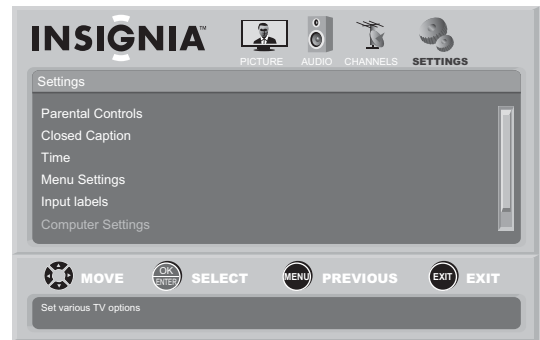 INSIGNIA™
PICTURE AUDIO CHANNELS SETTINGS
Settings
Parental Controls
Closed Caption
Time
Menu Settings
Input labels
Computer Settings
MOVE OK ENTER SELECT MENU PREVIOUS EXIT EXIT
Set various TV options